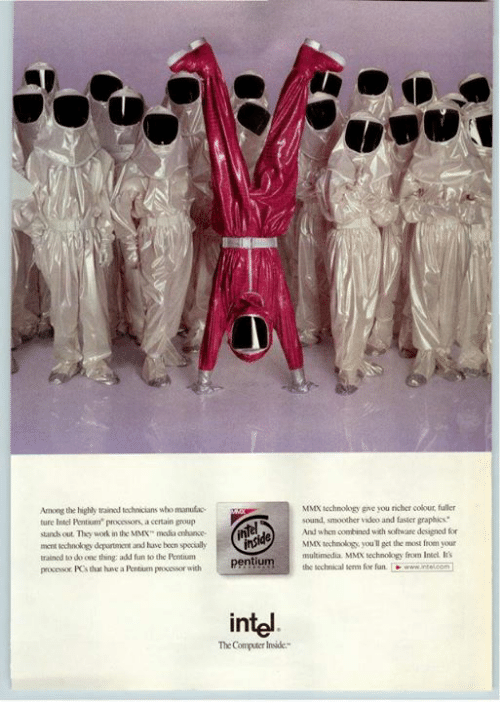 Among the highly trained technicians who manufac-
ture Intel Pentium® processors, a certain group
stands out. They work in the MMX™ media enhance-
ment technology department and have been specially
trained to do one thing: add fun to the Pentium
processor. PCs that have a Pentium processor with
MMX
intel
inside
pentium
MMX technology give you richer colour, fuller
sound, smoother video and faster graphics.
And when combined with software designed for
MMX technology, you'll get the most from your
multimedia. MMX technology from Intel. It's
the technical term for fun. ▶ www.intel.com
intel®
The Computer Inside.™